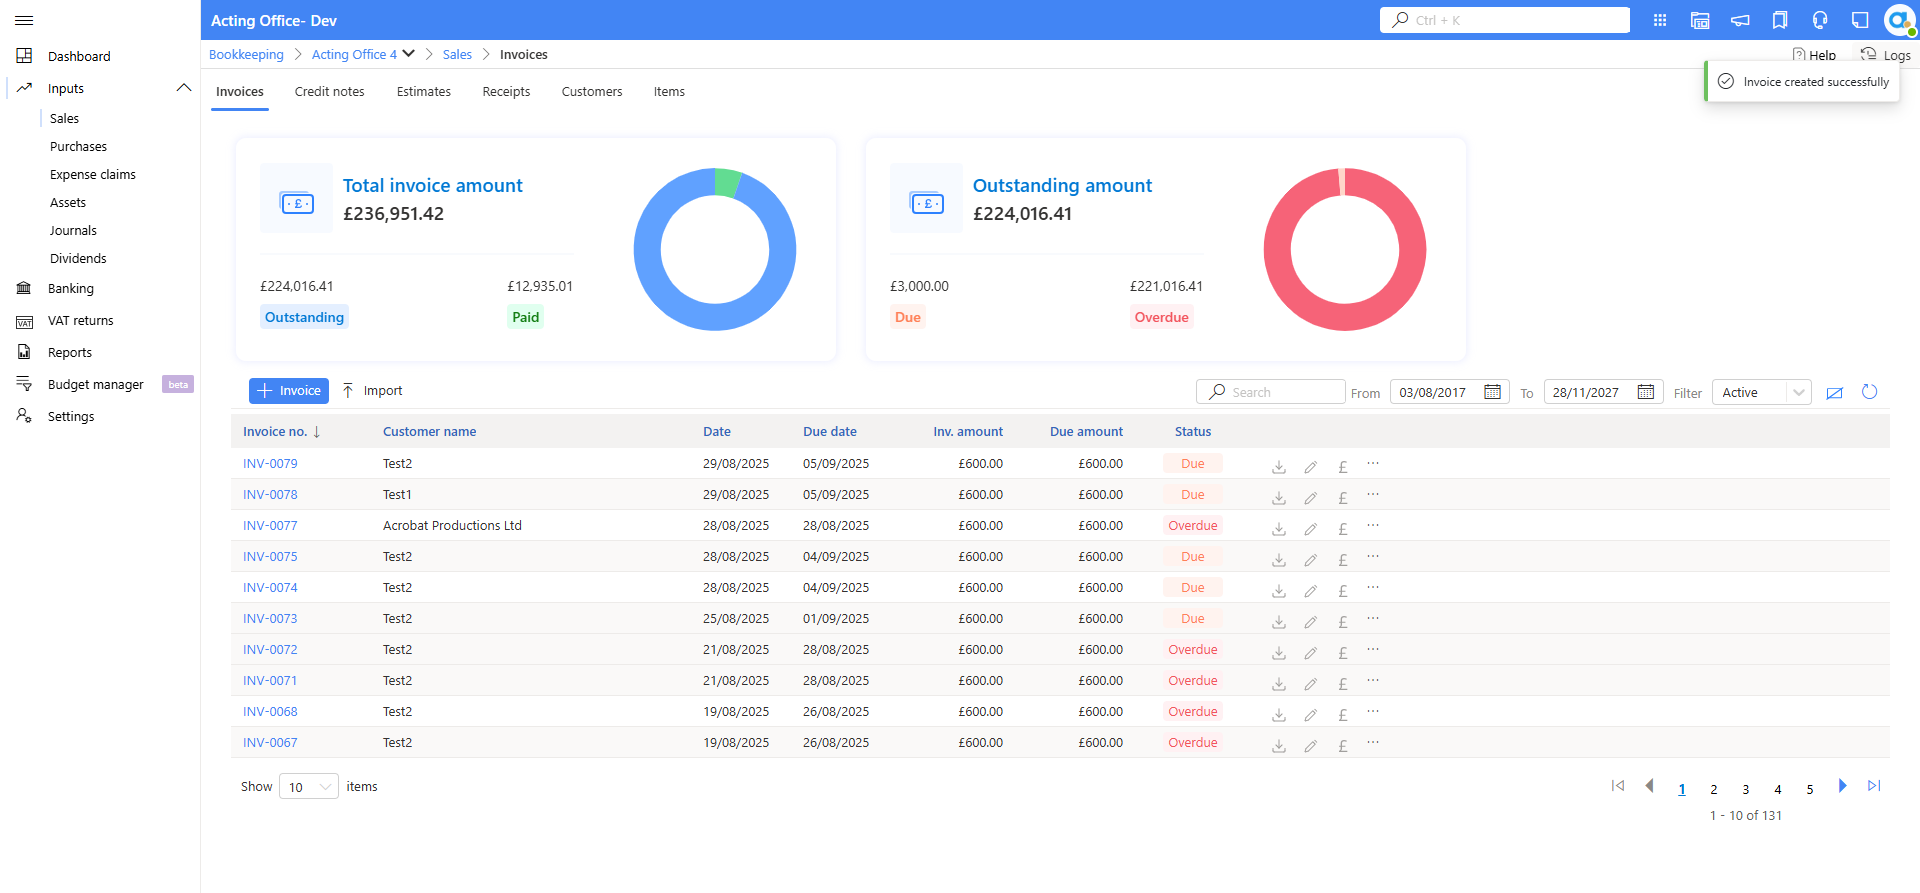 Acting Office- Dev
Ctrl + K
Dashboard
Inputs
Sales
Purchases
Expense claims
Assets
Journals
Dividends
Banking
VAT returns
Reports
Budget manager beta
Settings
Bookkeeping Acting Office 4 Sales Invoices
Help Logs
Invoice created successfully
Invoices Credit notes Estimates Receipts Customers Items
Total invoice amount
£236,951.42
£224,016.41 £12,935.01
Outstanding Paid
Outstanding amount
£224,016.41
£3,000.00 £221,016.41
Due Overdue
Invoice Import Search From 03/08/2017 To 28/11/2027 Filter Active
Invoice no. ↓ Customer name Date Due date Inv. amount Due amount Status
INV-0079 Test2 29/08/2025 05/09/2025 £600.00 £600.00 Due £ ...
INV-0078 Test1 29/08/2025 05/09/2025 £600.00 £600.00 Due £ ...
INV-0077 Acrobat Productions Ltd 28/08/2025 28/08/2025 £600.00 £600.00 Overdue £ ...
INV-0075 Test2 28/08/2025 04/09/2025 £600.00 £600.00 Due £ ...
INV-0074 Test2 28/08/2025 04/09/2025 £600.00 £600.00 Due £ ...
INV-0073 Test2 25/08/2025 01/09/2025 £600.00 £600.00 Due £ ...
INV-0072 Test2 21/08/2025 28/08/2025 £600.00 £600.00 Overdue £ ...
INV-0071 Test2 21/08/2025 28/08/2025 £600.00 £600.00 Overdue £ ...
INV-0068 Test2 19/08/2025 26/08/2025 £600.00 £600.00 Overdue £ ...
INV-0067 Test2 19/08/2025 26/08/2025 £600.00 £600.00 Overdue £ ...
Show 10 items
1 2 3 4 5
1 - 10 of 131